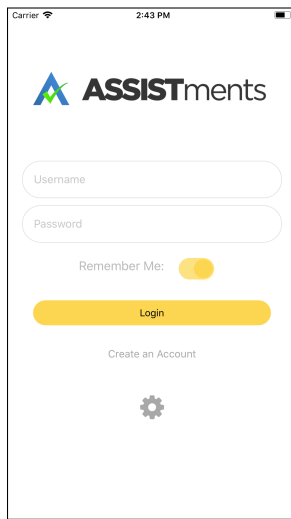 Carrier 2:43 PM
ASSISTments
Username
Password
Remember Me:
Login
Create an Account